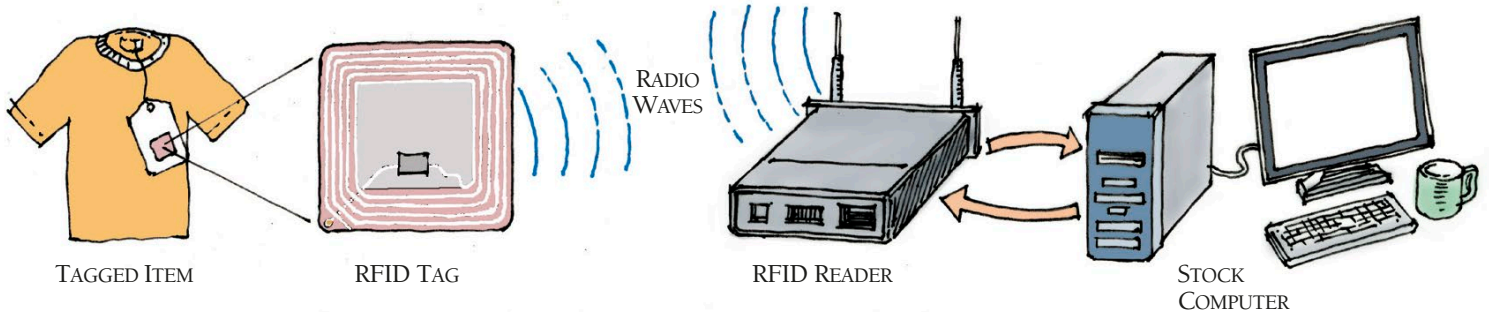 RADIO
WAVES
TAGGED ITEM
RFID TAG
RFID READER
STOCK
COMPUTER